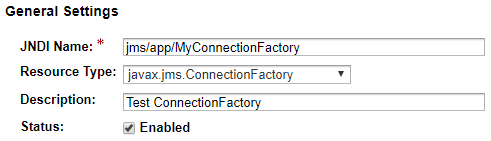 General Settings
JNDI Name: * jms/app/MyConnectionFactory
Resource Type: javax.jms.ConnectionFactory
Description: Test ConnectionFactory
Status: Enabled